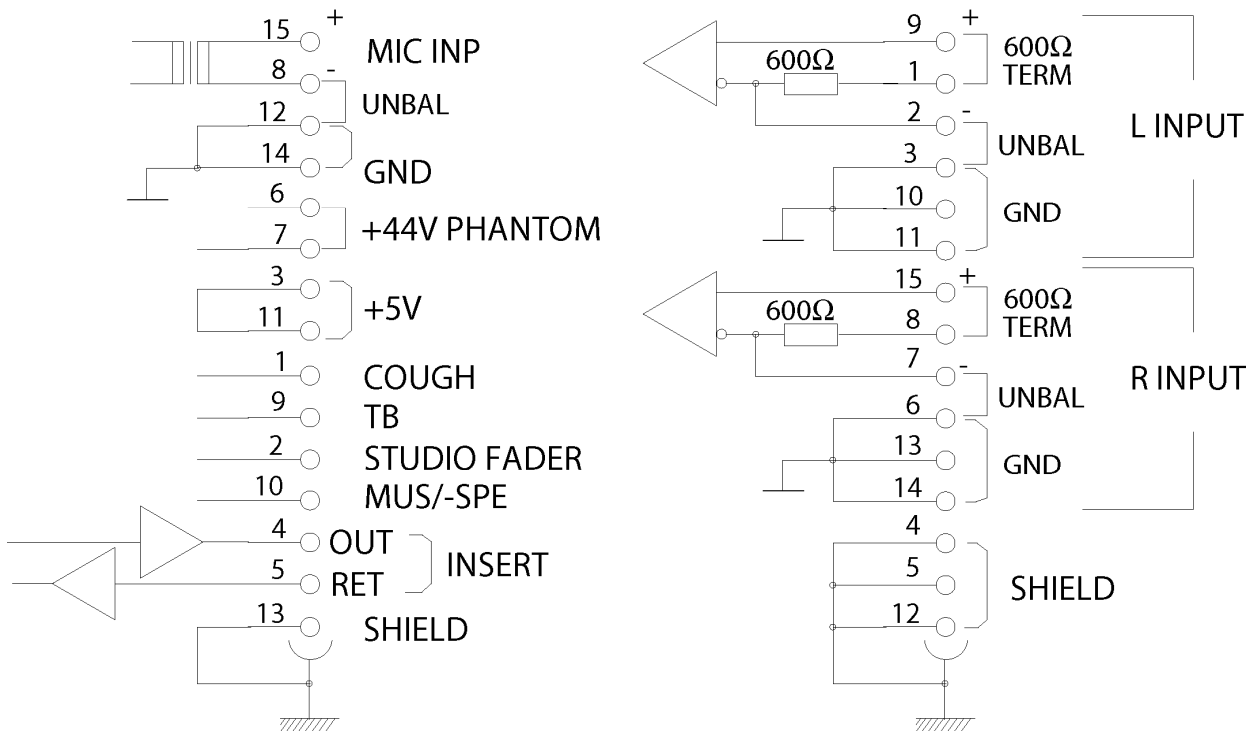 15 +
MIC INP
8 -
UNBAL
12
14
GND
6
+44V PHANTOM
7
3
+5V
11
1
COUGH
9
TB
2
STUDIO FADER
10
MUS/-SPE
4
OUT
INSERT
5
RET
13
SHIELD
9 +
600Ω
TERM
600Ω
1
2 -
UNBAL
3
10
GND
11
L INPUT
15 +
600Ω
TERM
600Ω
8
7 -
UNBAL
6
13
GND
14
R INPUT
4
5
SHIELD
12